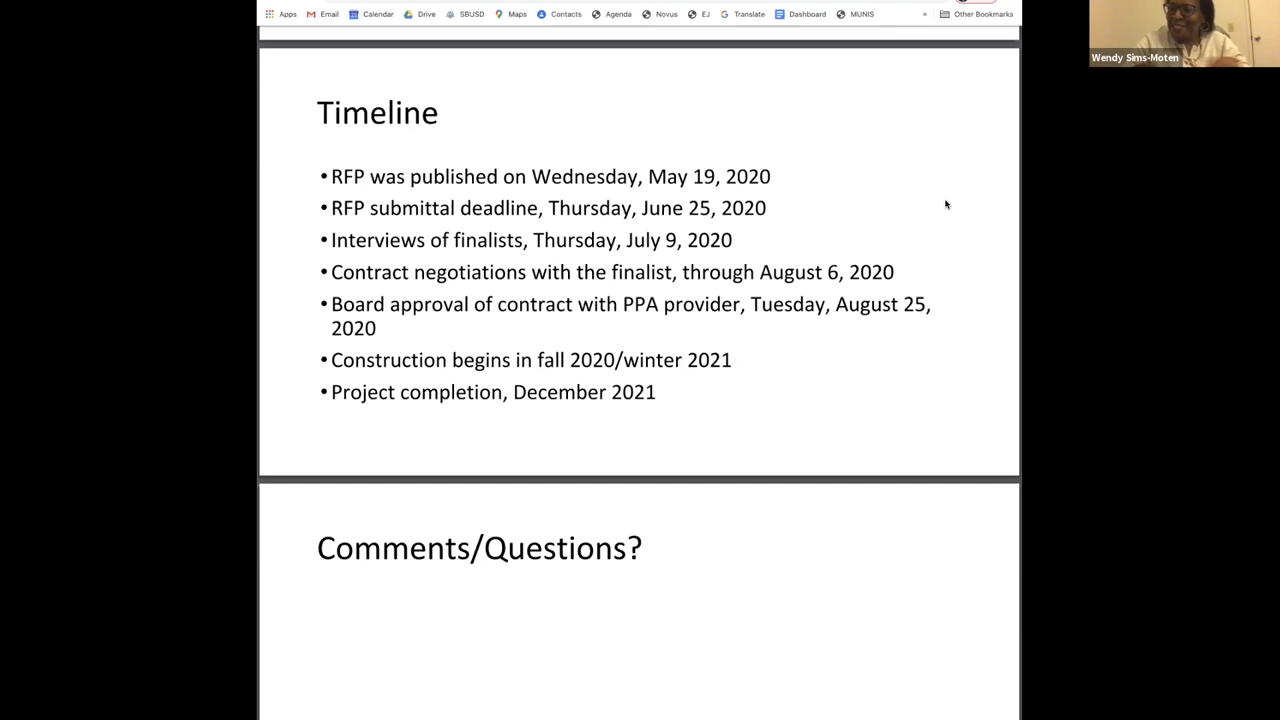 Apps Email Calendar Drive SBUSD Maps Contacts Agenda Novus EJ Translate Dashboard MUNIS » Other Bookmarks
Wendy Sims-Moten
Timeline
• RFP was published on Wednesday, May 19, 2020
• RFP submittal deadline, Thursday, June 25, 2020
• Interviews of finalists, Thursday, July 9, 2020
• Contract negotiations with the finalist, through August 6, 2020
• Board approval of contract with PPA provider, Tuesday, August 25,
2020
• Construction begins in fall 2020/winter 2021
• Project completion, December 2021
Comments/Questions?